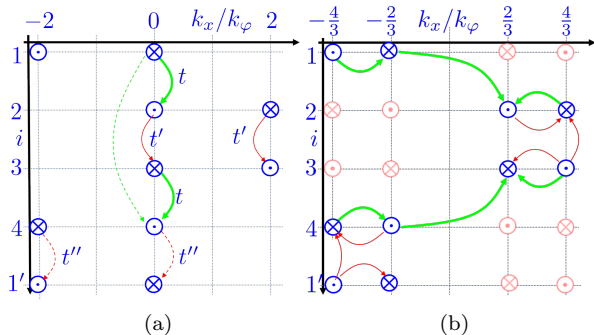 −2 0 k_x/k_φ 2
1
2
i
3
4
1′
t
t′
t′
t
t′′
t′′
(a)
−4/3 −2/3 k_x/k_φ 2/3 4/3
1
2
i
3
4
1′
(b)